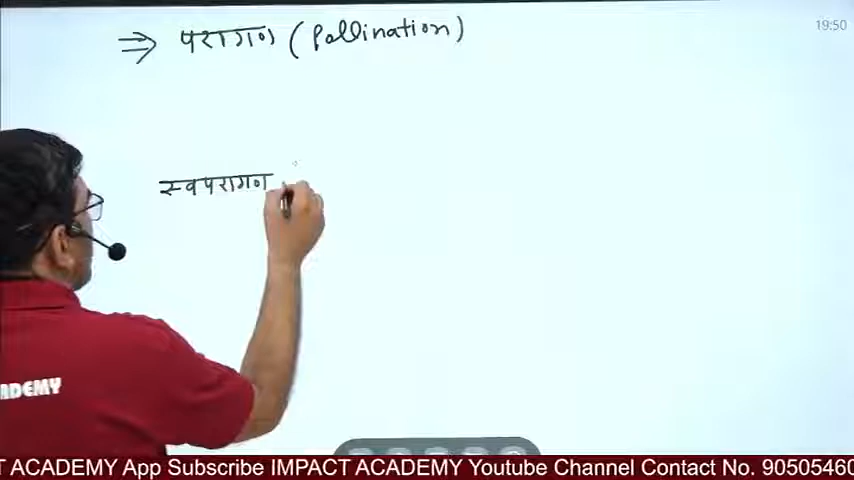 19:50
⇒ परागण (Pollination)
स्वपरागण
ADEMY
T ACADEMY App Subscribe IMPACT ACADEMY Youtube Channel Contact No. 90505460